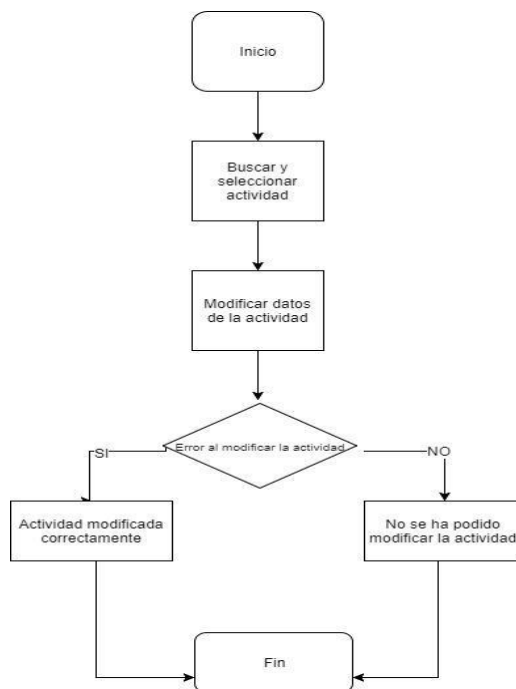 Inicio
Buscar y
seleccionar
actividad
Modificar datos
de la actividad
Error al modificar la actividad
SI
NO
Actividad modificada
correctamente
No se ha podido
modificar la actividad
Fin